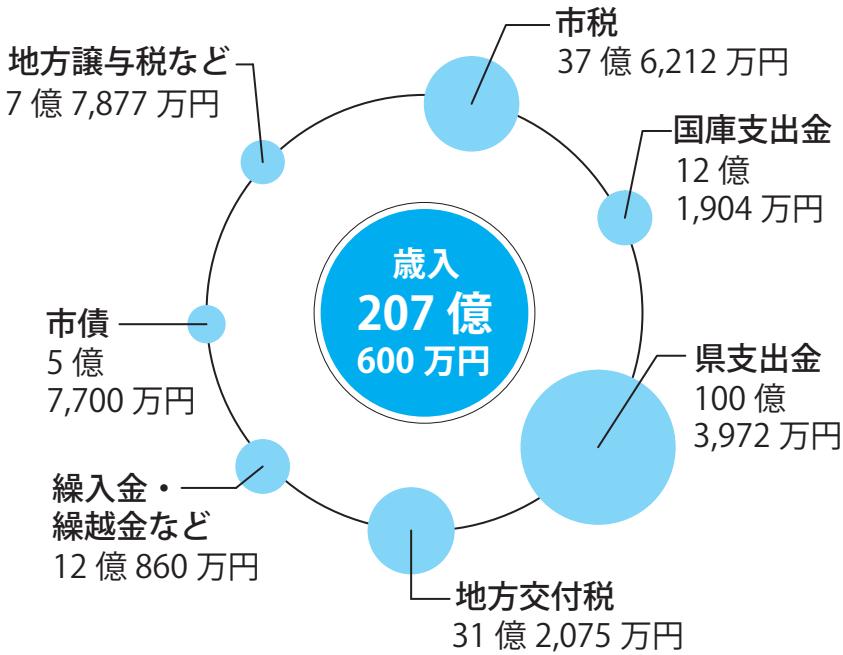 市税
37 億 6,212 万円
国庫支出金
12 億
1,904 万円
県支出金
100 億
3,972 万円
地方交付税
31 億 2,075 万円
繰入金・
繰越金など
12 億 860 万円
市債
5 億
7,700 万円
地方譲与税など
7 億 7,877 万円
歳入
207 億
600 万円